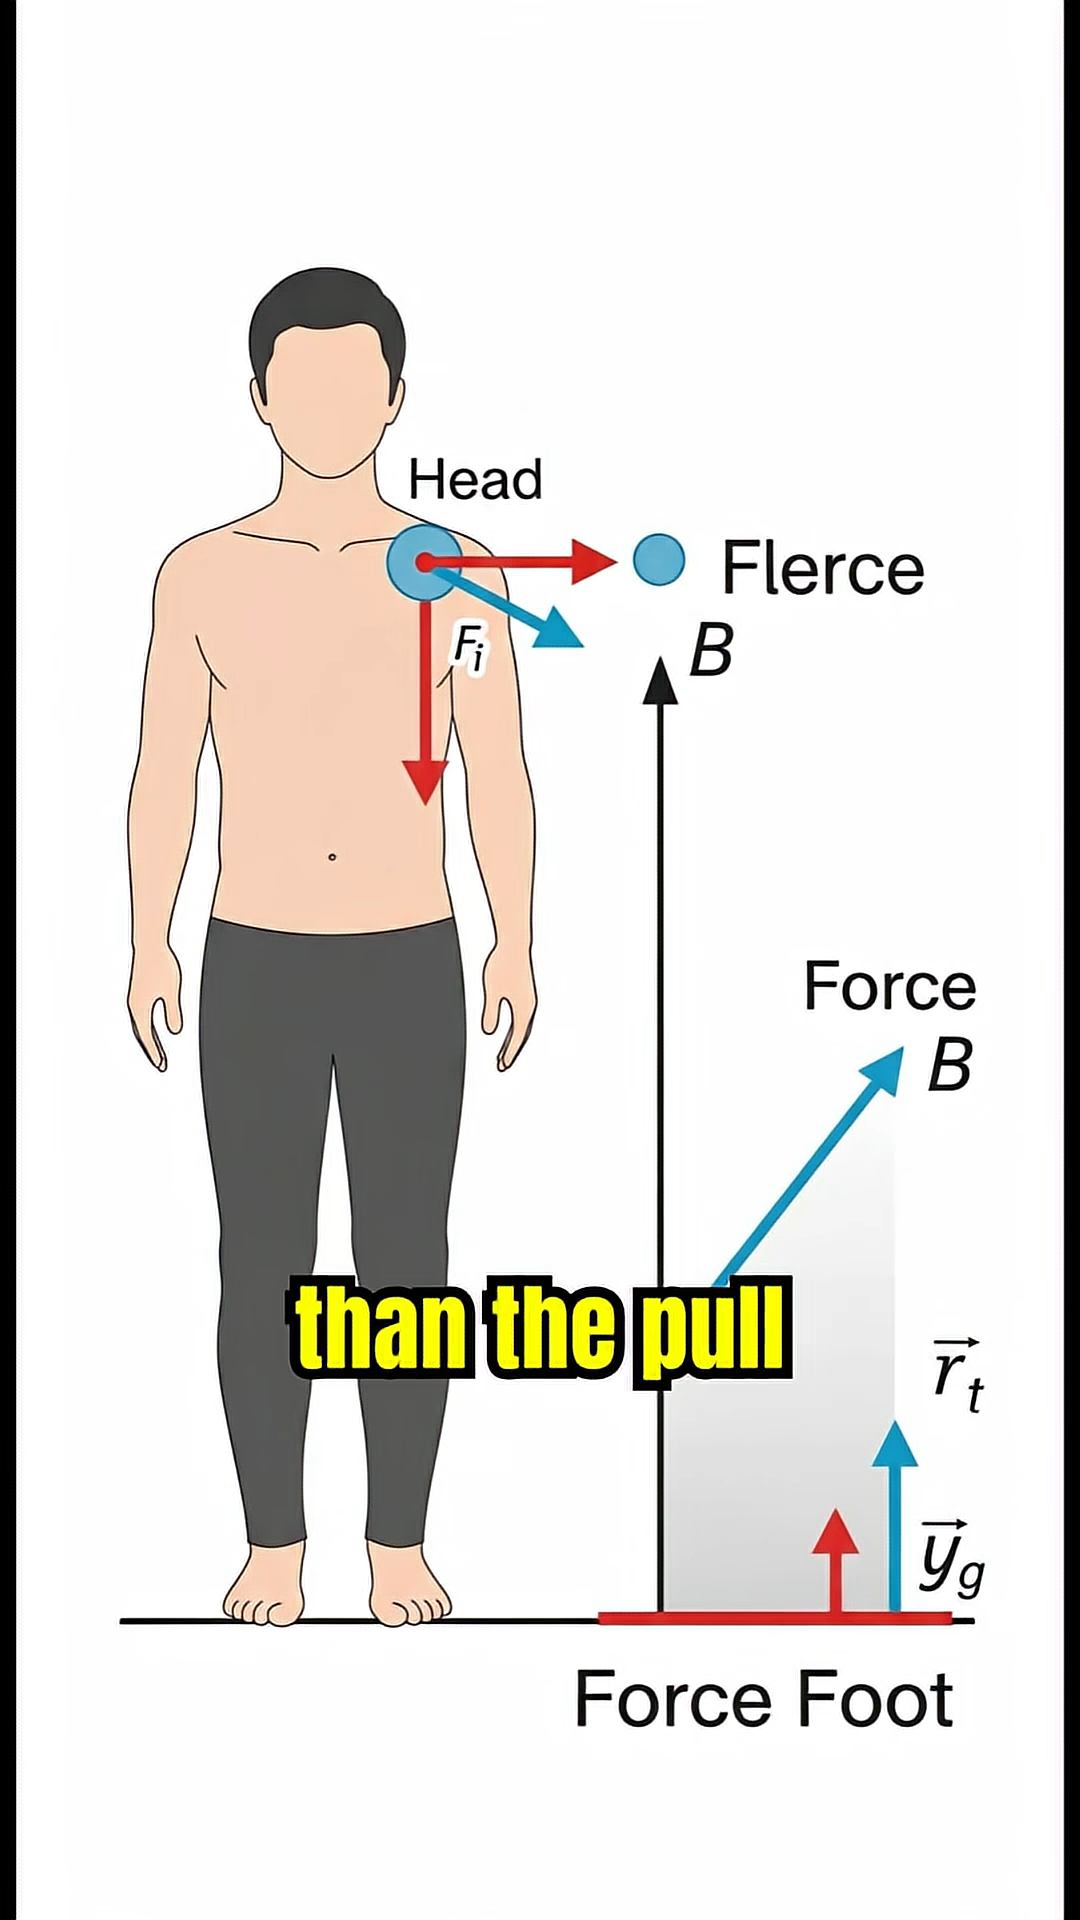 Head
Flerce
B
Fi
Force
B
than the pull
r⃗t
y⃗g
Force Foot